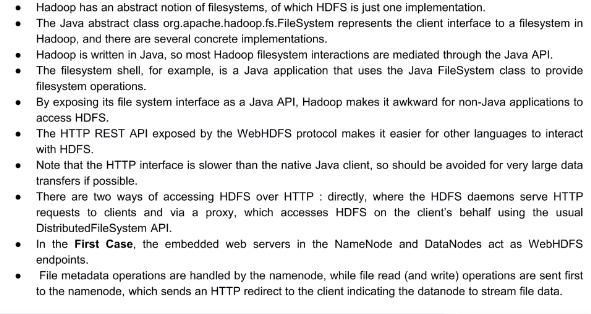 ● Hadoop has an abstract notion of filesystems, of which HDFS is just one implementation.
● The Java abstract class org.apache.hadoop.fs.FileSystem represents the client interface to a filesystem in
Hadoop, and there are several concrete implementations.
● Hadoop is written in Java, so most Hadoop filesystem interactions are mediated through the Java API.
● The filesystem shell, for example, is a Java application that uses the Java FileSystem class to provide
filesystem operations.
● By exposing its file system interface as a Java API, Hadoop makes it awkward for non-Java applications to
access HDFS.
● The HTTP REST API exposed by the WebHDFS protocol makes it easier for other languages to interact
with HDFS.
● Note that the HTTP interface is slower than the native Java client, so should be avoided for very large data
transfers if possible.
● There are two ways of accessing HDFS over HTTP : directly, where the HDFS daemons serve HTTP
requests to clients and via a proxy, which accesses HDFS on the client's behalf using the usual
DistributedFileSystem API.
● In the First Case, the embedded web servers in the NameNode and DataNodes act as WebHDFS
endpoints.
● File metadata operations are handled by the namenode, while file read (and write) operations are sent first
to the namenode, which sends an HTTP redirect to the client indicating the datanode to stream file data.